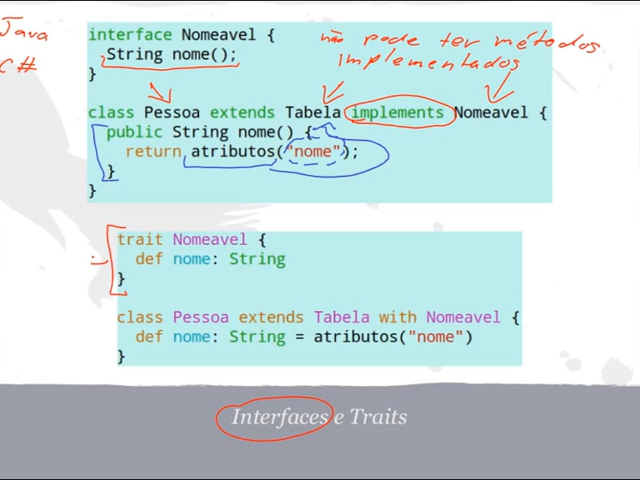 Java
C#
interface Nomeavel {
String nome();
}
não pode ter métodos
implementados
class Pessoa extends Tabela implements Nomeavel {
public String nome() {
return atributos("nome");
}
}
trait Nomeavel {
def nome: String
}
class Pessoa extends Tabela with Nomeavel {
def nome: String = atributos("nome")
}
Interfaces e Traits